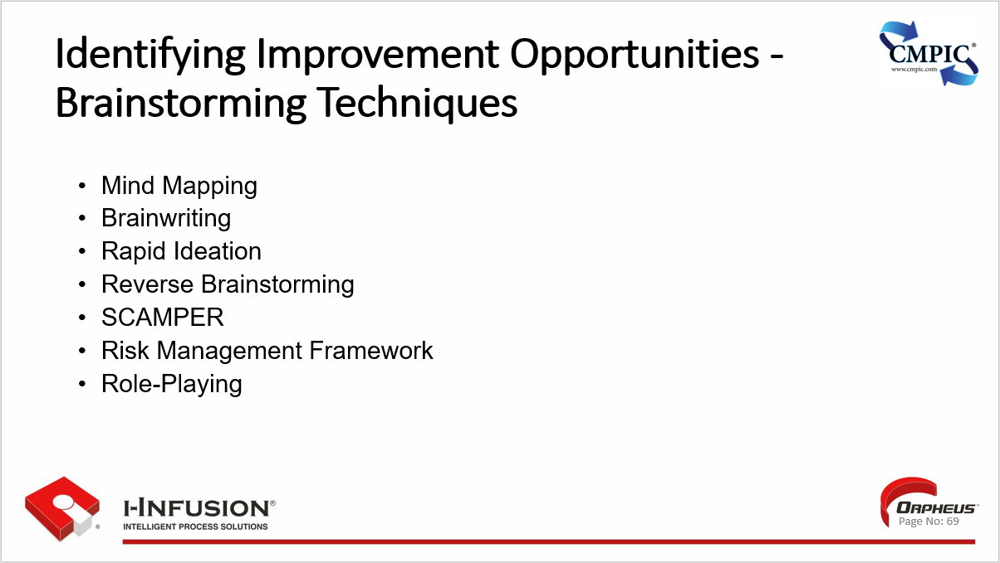 Identifying Improvement Opportunities -
Brainstorming Techniques
CMPIC®
www.cmpic.com
• Mind Mapping
• Brainwriting
• Rapid Ideation
• Reverse Brainstorming
• SCAMPER
• Risk Management Framework
• Role-Playing
®
I-INFUSION®
INTELLIGENT PROCESS SOLUTIONS
ORPHEUS™
Page No: 69